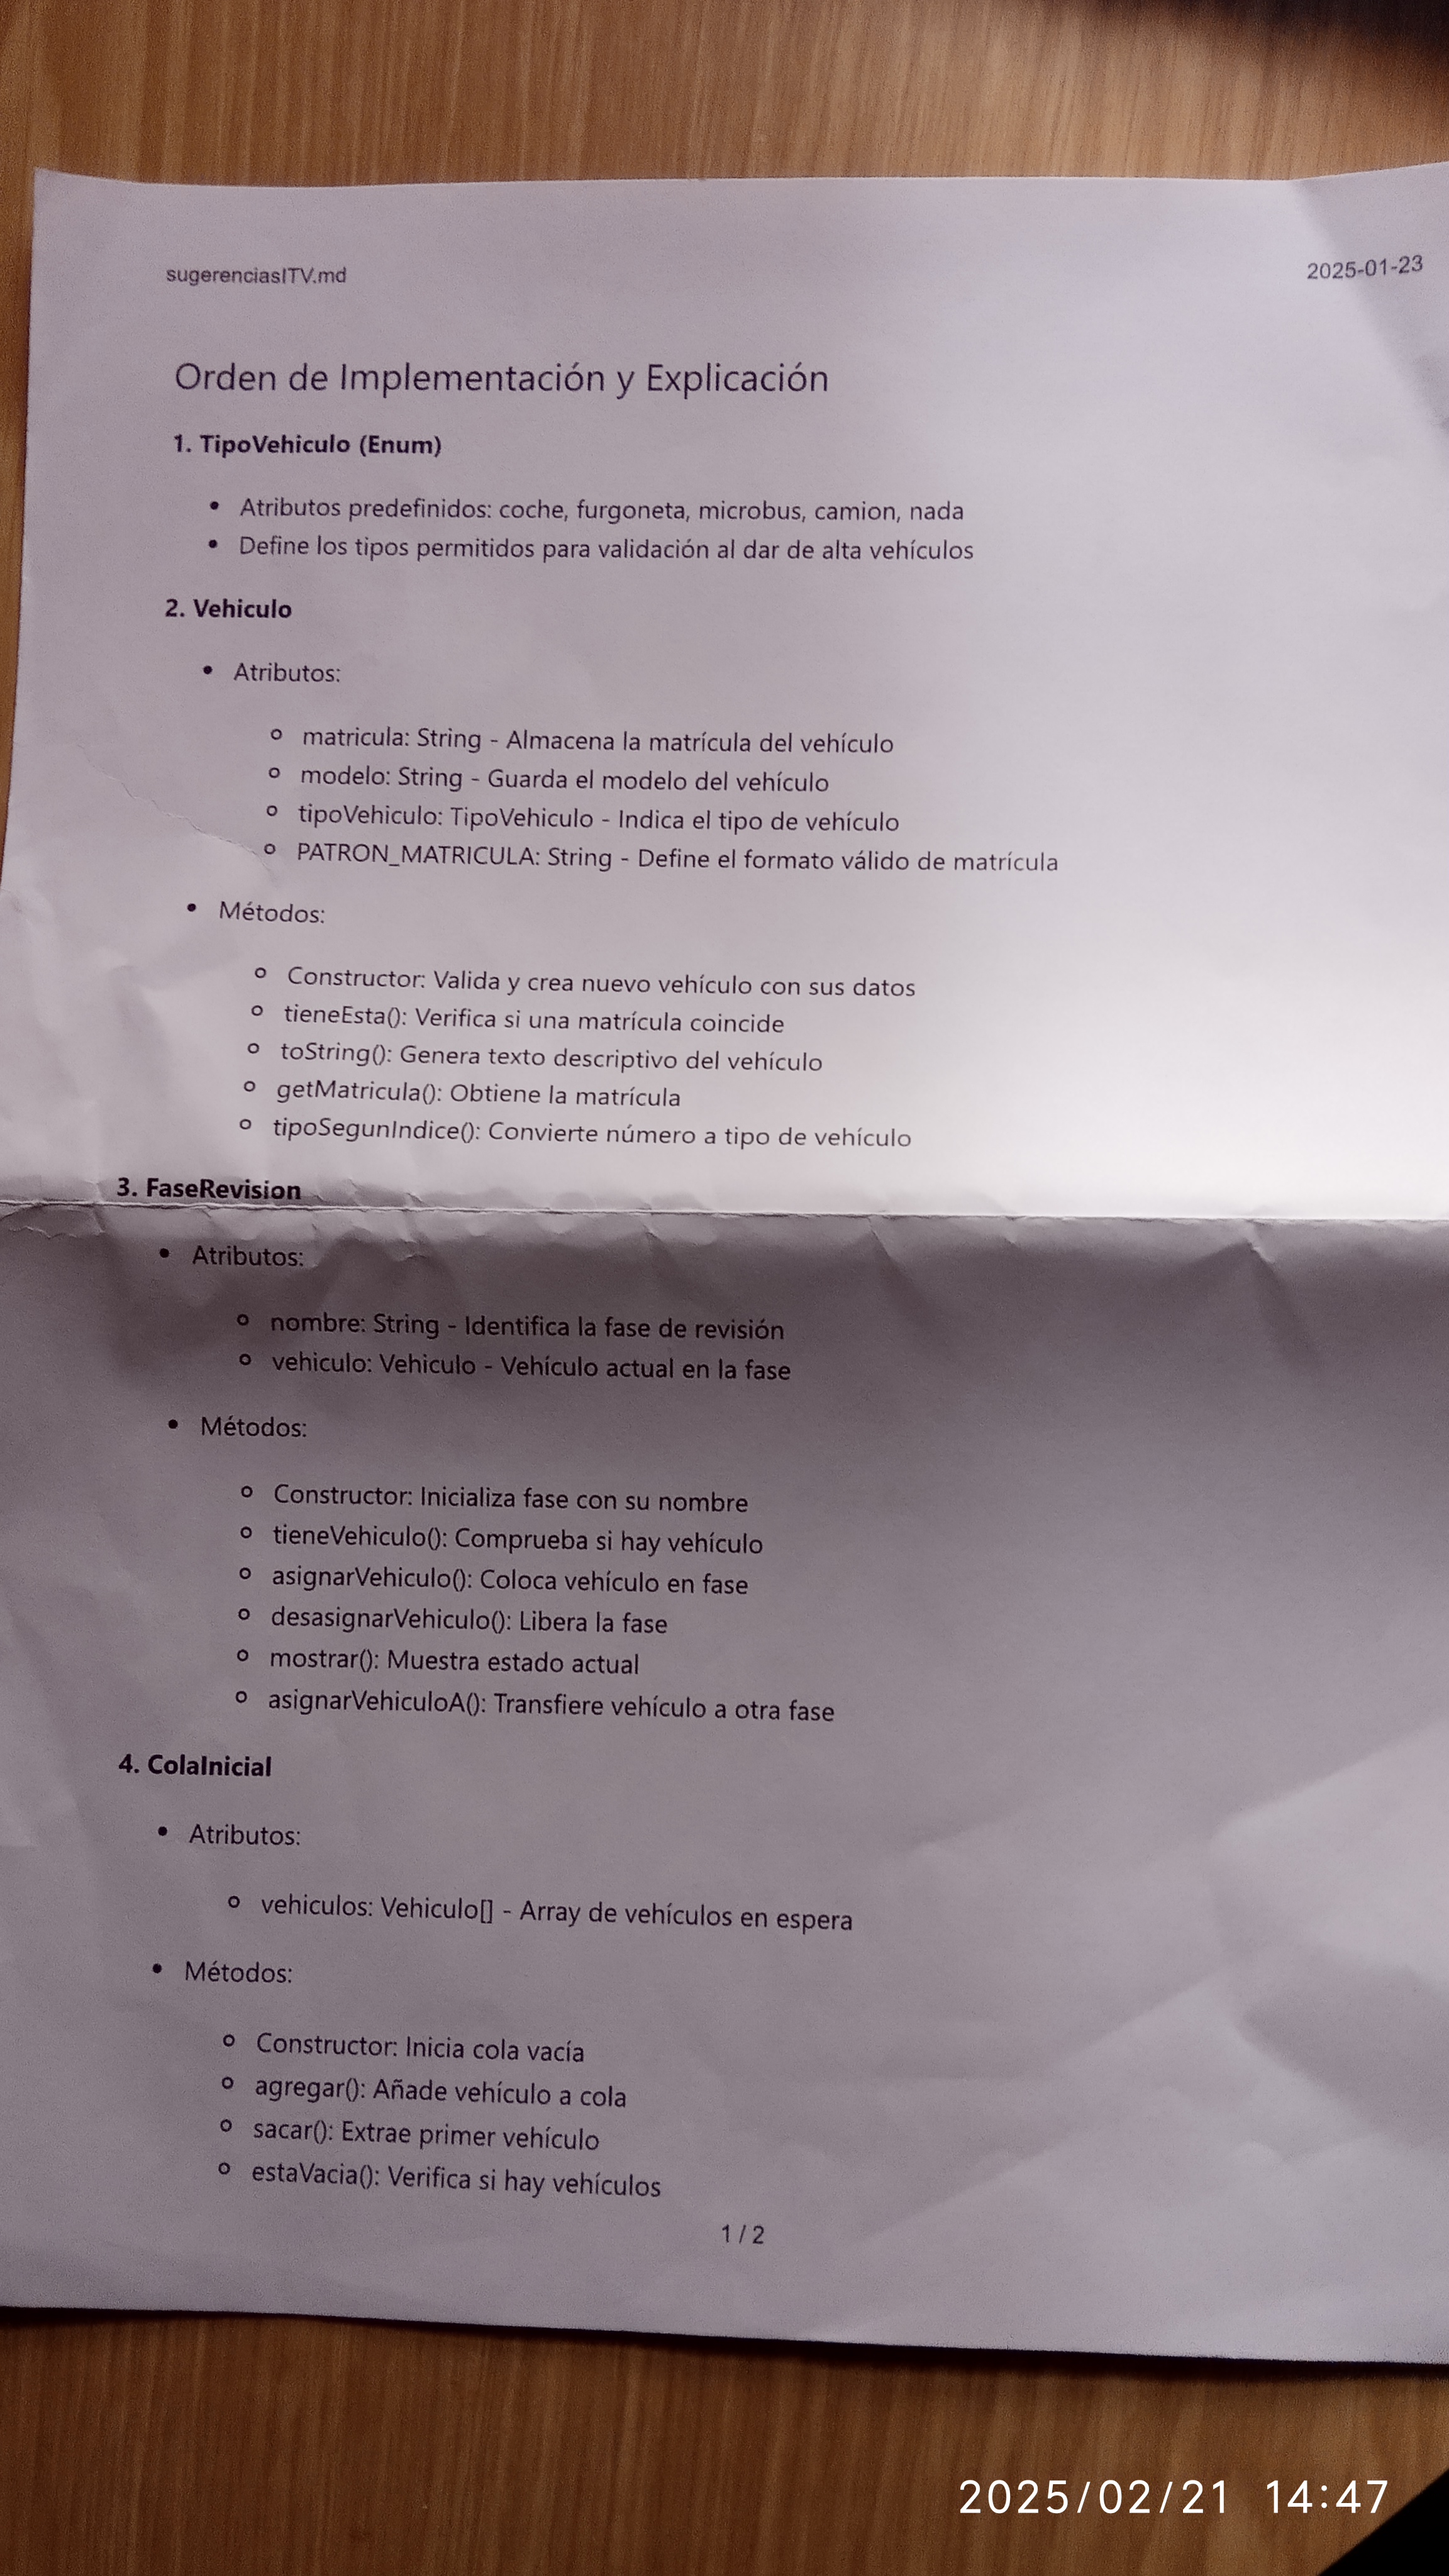 sugerenciasITV.md
2025-01-23
Orden de Implementación y Explicación
1. TipoVehiculo (Enum)
• Atributos predefinidos: coche, furgoneta, microbus, camion, nada
• Define los tipos permitidos para validación al dar de alta vehículos
2. Vehiculo
• Atributos:
○ matricula: String - Almacena la matrícula del vehículo
○ modelo: String - Guarda el modelo del vehículo
○ tipoVehiculo: TipoVehiculo - Indica el tipo de vehículo
○ PATRON_MATRICULA: String - Define el formato válido de matrícula
• Métodos:
○ Constructor: Valida y crea nuevo vehículo con sus datos
○ tieneEsta(): Verifica si una matrícula coincide
○ toString(): Genera texto descriptivo del vehículo
○ getMatricula(): Obtiene la matrícula
○ tipoSegunIndice(): Convierte número a tipo de vehículo
3. FaseRevision
• Atributos:
○ nombre: String - Identifica la fase de revisión
○ vehiculo: Vehiculo - Vehículo actual en la fase
• Métodos:
○ Constructor: Inicializa fase con su nombre
○ tieneVehiculo(): Comprueba si hay vehículo
○ asignarVehiculo(): Coloca vehículo en fase
○ desasignarVehiculo(): Libera la fase
○ mostrar(): Muestra estado actual
○ asignarVehiculoA(): Transfiere vehículo a otra fase
4. ColaInicial
• Atributos:
○ vehiculos: Vehiculo[] - Array de vehículos en espera
• Métodos:
○ Constructor: Inicia cola vacía
○ agregar(): Añade vehículo a cola
○ sacar(): Extrae primer vehículo
○ estaVacia(): Verifica si hay vehículos
1 / 2
2025/02/21 14:47